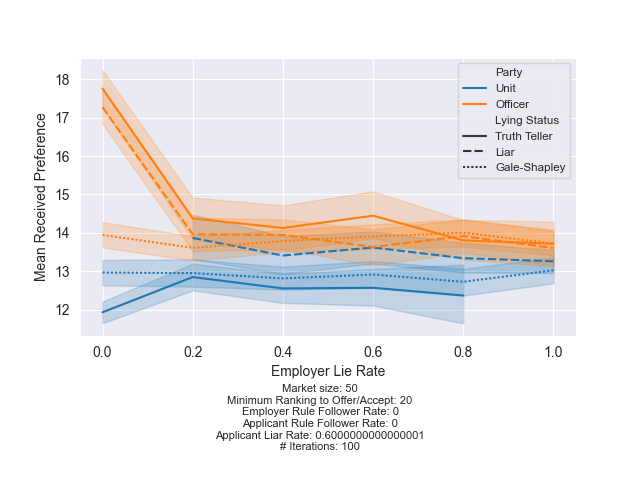 18
17
16
15
14
13
12
Mean Received Preference
Party
Unit
Officer
Lying Status
Truth Teller
Liar
Gale-Shapley
0.0 0.2 0.4 0.6 0.8 1.0
Employer Lie Rate
Market size: 50
Minimum Ranking to Offer/Accept: 20
Employer Rule Follower Rate: 0
Applicant Rule Follower Rate: 0
Applicant Liar Rate: 0.6000000000000001
# Iterations: 100